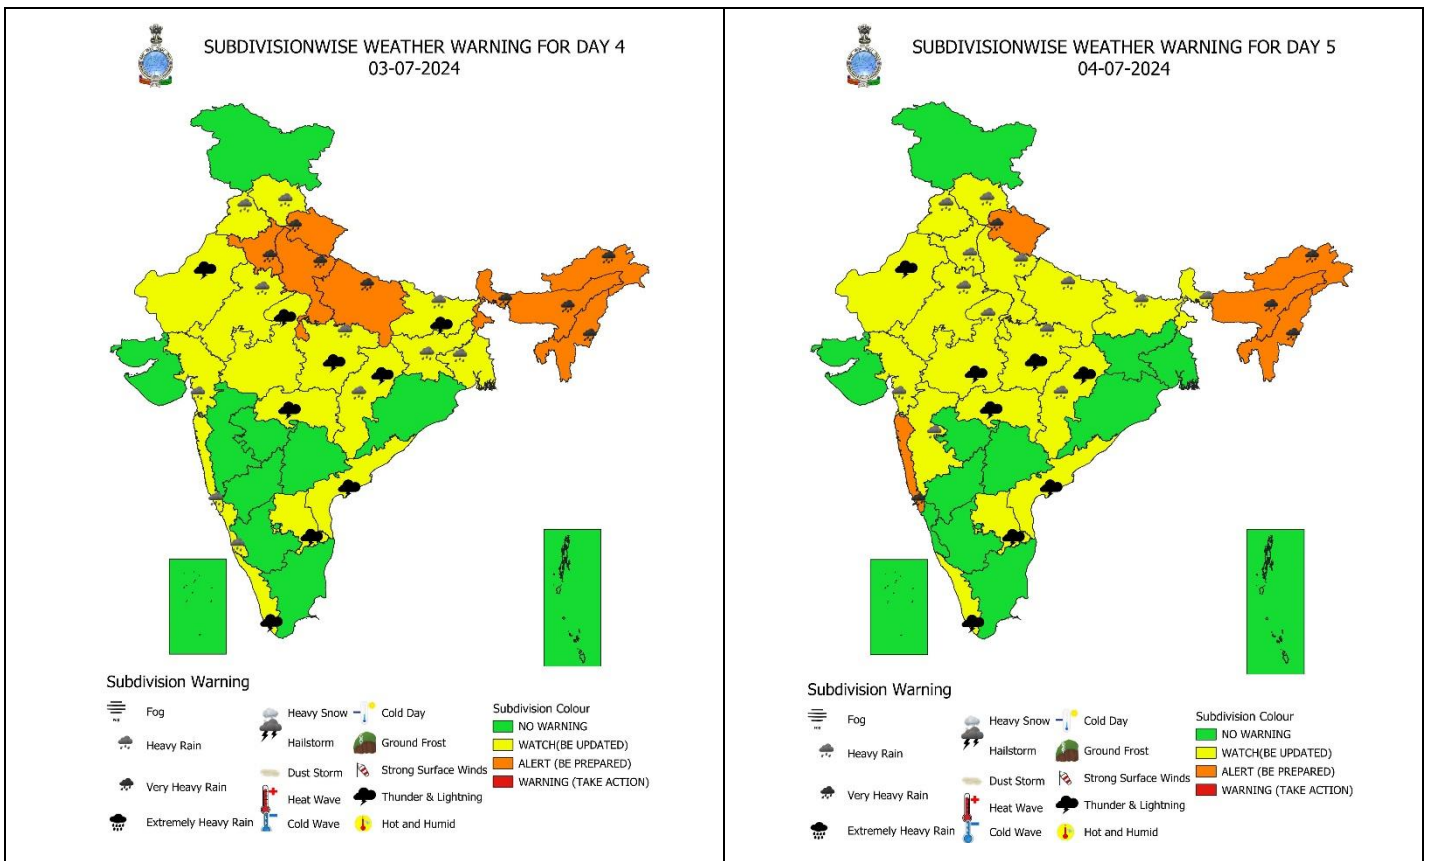 SUBDIVISIONWISE WEATHER WARNING FOR DAY 4
03-07-2024
Subdivision Warning
Fog
Heavy Rain
Very Heavy Rain
Extremely Heavy Rain
Heavy Snow
Hailstorm
Dust Storm
Heat Wave
Cold Wave
Cold Day
Ground Frost
Strong Surface Winds
Thunder & Lightning
Hot and Humid
Subdivision Colour
NO WARNING
WATCH(BE UPDATED)
ALERT (BE PREPARED)
WARNING (TAKE ACTION)
SUBDIVISIONWISE WEATHER WARNING FOR DAY 5
04-07-2024
Subdivision Warning
Fog
Heavy Rain
Very Heavy Rain
Extremely Heavy Rain
Heavy Snow
Hailstorm
Dust Storm
Heat Wave
Cold Wave
Cold Day
Ground Frost
Strong Surface Winds
Thunder & Lightning
Hot and Humid
Subdivision Colour
NO WARNING
WATCH(BE UPDATED)
ALERT (BE PREPARED)
WARNING (TAKE ACTION)